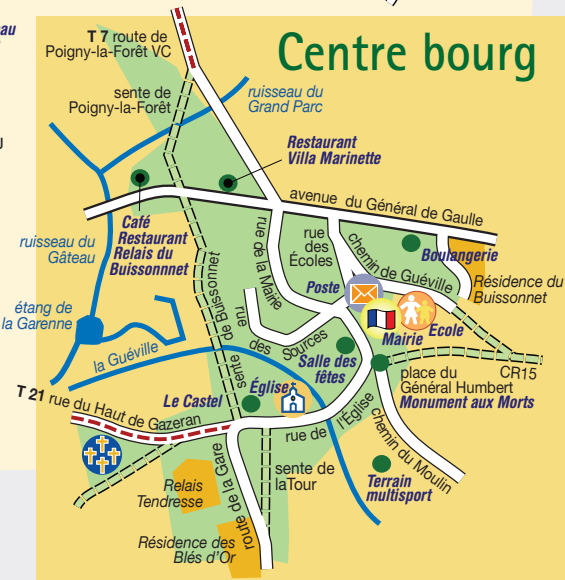 au
Centre bourg
T 7 route de
Poigny-la-Forêt VC
sente de
Poigny-la-Forêt
ruisseau du
Grand Parc
Restaurant
Villa Marinette
avenue du Général de Gaulle
Café
Restaurant
Relais du
Buissonnnet
ruisseau du
Gâteau
rue de la Mairie
rue
des
Écoles
chemin de Guéville
Boulangerie
Résidence du
Buissonnet
Poste
sente de Buissonnet
étang de
la Garenne
rue des Sources
Mairie
Ecole
la Guéville
Salle des
fêtes
CR15
place du
Général Humbert
Monument aux Morts
T 21 rue du Haut de Gazeran
Le Castel
Église
rue de l'Église
chemin du Moulin
sente de
laTour
route de la Gare
Relais
Tendresse
Terrain
multisport
Résidence des
Blés d'Or